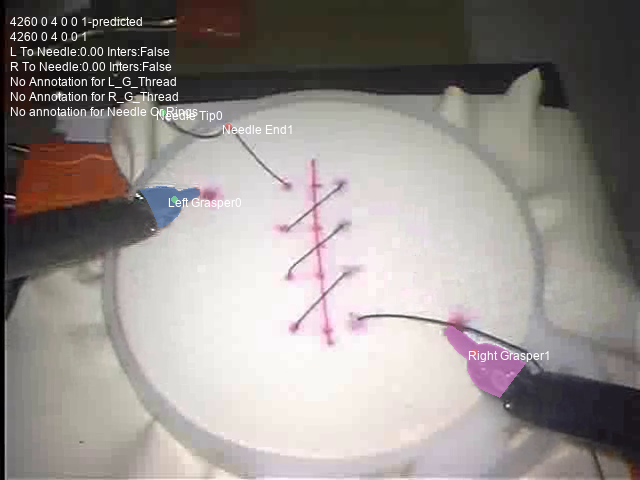 4260 0 4 0 0 1-predicted
4260 0 4 0 0 1
L To Needle:0.00 Inters:False
R To Needle:0.00 Inters:False
No Annotation for L_G_Thread
No Annotation for R_G_Thread
No annotation for Needle Or Rings
Needle Tip0
Needle End1
Left Grasper0
Right Grasper1